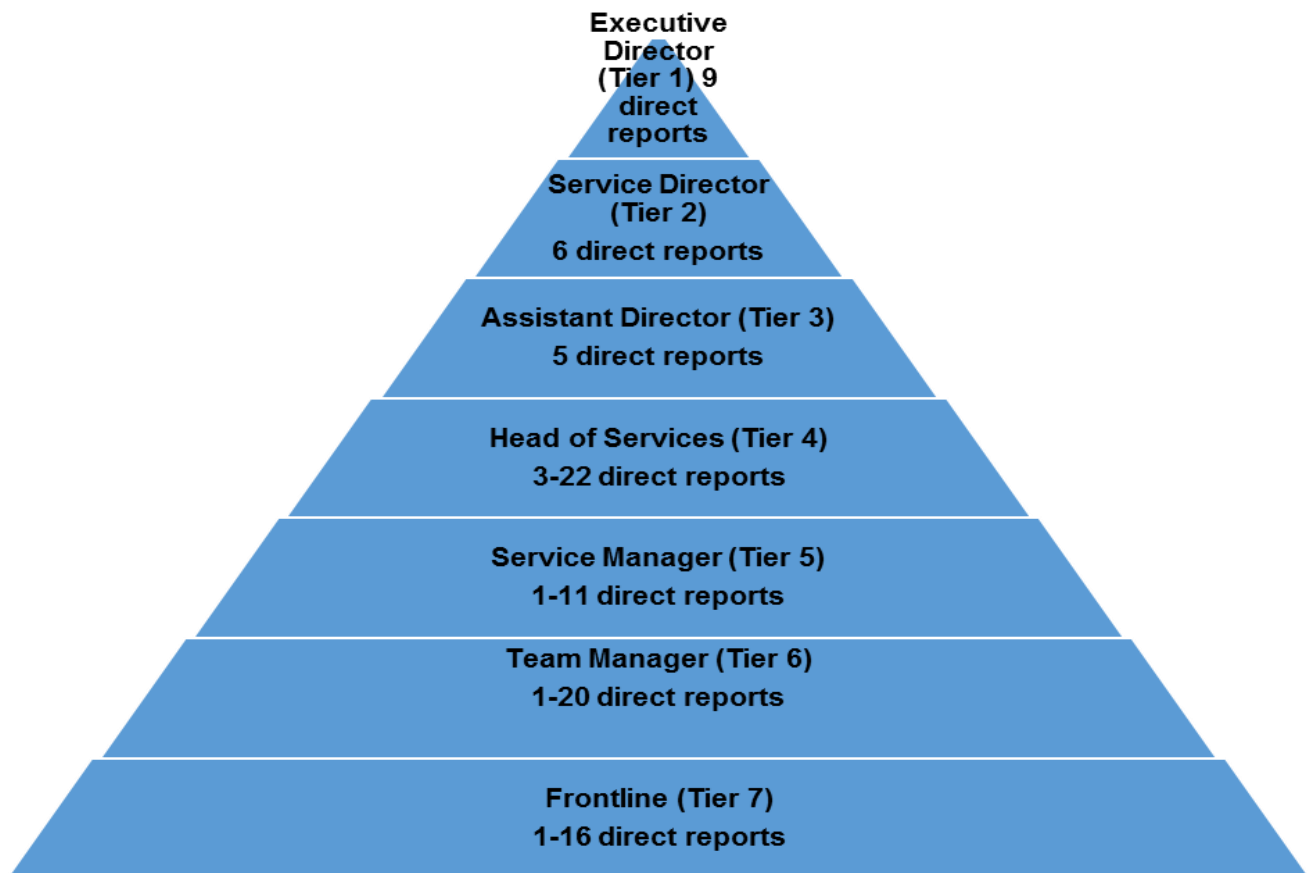 Executive
Director
(Tier 1) 9
direct
reports
Service Director
(Tier 2)
6 direct reports
Assistant Director (Tier 3)
5 direct reports
Head of Services (Tier 4)
3-22 direct reports
Service Manager (Tier 5)
1-11 direct reports
Team Manager (Tier 6)
1-20 direct reports
Frontline (Tier 7)
1-16 direct reports